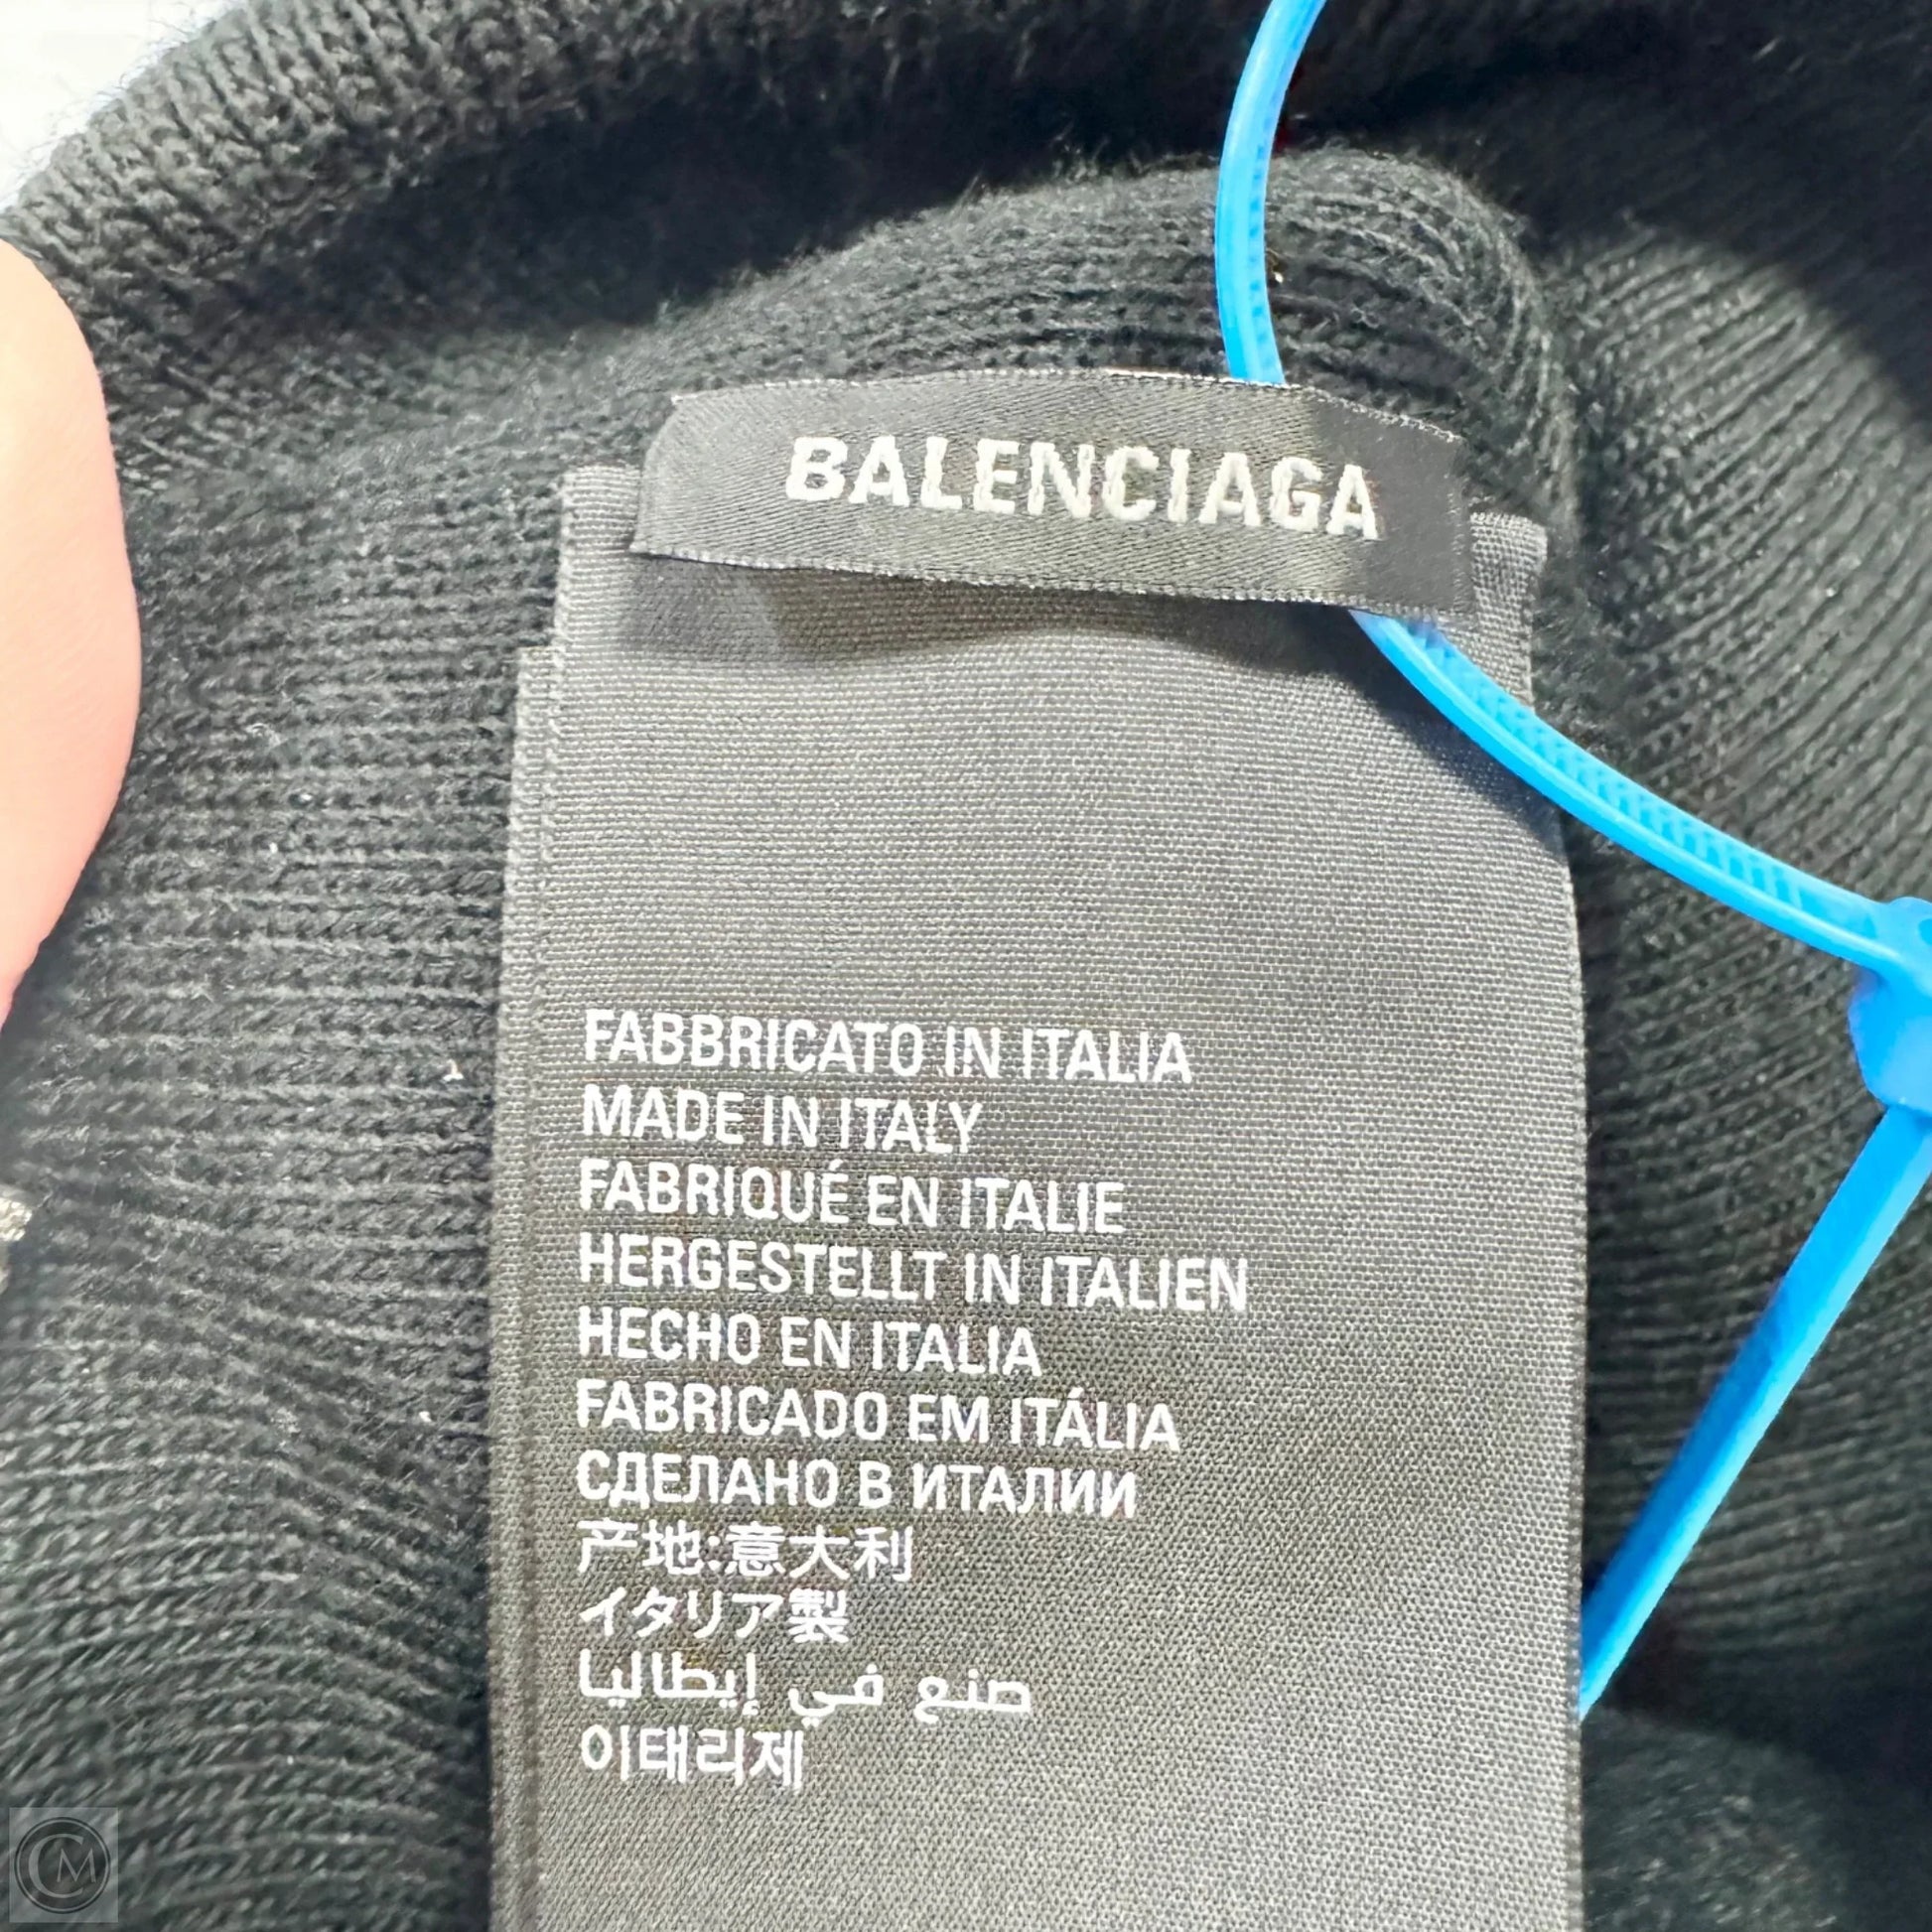 BALENCIAGA
FABBRICATO IN ITALIA
MADE IN ITALY
FABRIQUÉ EN ITALIE
HERGESTELLT IN ITALIEN
HECHO EN ITALIA
FABRICADO EM ITÁLIA
СДЕЛАНО В ИТАЛИИ
产地:意大利
イタリア製
صنع في إيطاليا
이태리제
CM